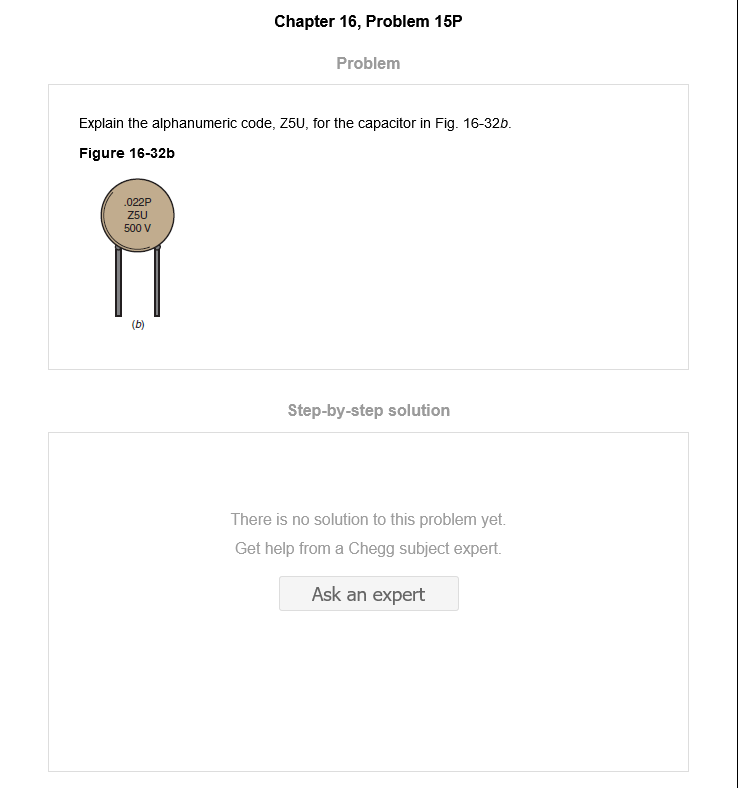 Chapter 16, Problem 15P
Problem
Explain the alphanumeric code, Z5U, for the capacitor in Fig. 16-32b.
Figure 16-32b
.022P
Z5U
500 V
(b)
Step-by-step solution
There is no solution to this problem yet.
Get help from a Chegg subject expert.
Ask an expert